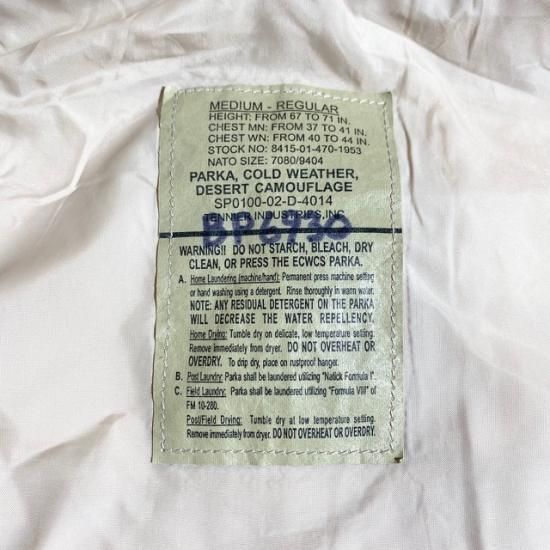 MEDIUM - REGULAR
HEIGHT: FROM 67 TO 71 IN.
CHEST MN: FROM 37 TO 41 IN.
CHEST WN: FROM 40 TO 44 IN.
STOCK NO: 8415-01-470-1953
NATO SIZE: 7080/9404
PARKA, COLD WEATHER,
DESERT CAMOUFLAGE
SP0100-02-D-4014
TENNIER INDUSTRIES, INC
BP6930
WARNING!! DO NOT STARCH, BLEACH, DRY
CLEAN, OR PRESS THE ECWCS PARKA.
A. Home Laundering (machine/hand): Permanent press machine setting
or hand washing using a detergent. Rinse thoroughly in warm water.
NOTE: ANY RESIDUAL DETERGENT ON THE PARKA
WILL DECREASE THE WATER REPELLENCY.
Home Drying: Tumble dry on delicate, low temperature setting.
Remove immediately from dryer. DO NOT OVERHEAT OR
OVERDRY. To drip dry, place on rustproof hanger.
B. Post Laundry: Parka shall be laundered utilizing "Natick Formula I".
C. Field Laundry: Parka shall be laundered utilizing "Formula VIII" of
FM 10-280.
Post/Field Drying: Tumble dry at low temperature setting.
Remove immediately from dryer. DO NOT OVERHEAT OR OVERDRY.